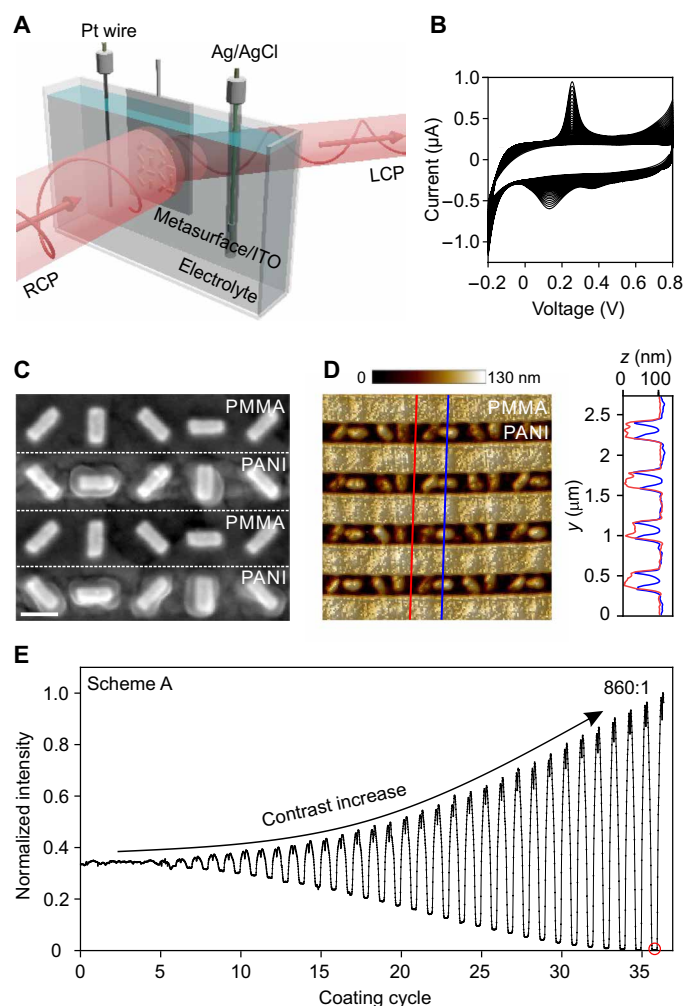 A
Pt wire
Ag/AgCl
LCP
RCP
Metasurface/ITO
Electrolyte
B
1.0
0.5
0
−0.5
−1.0
Current (µA)
−0.2
0
0.2
0.4
0.6
0.8
Voltage (V)
C
PMMA
PANI
PMMA
PANI
D
0
130 nm
PMMA
PANI
z (nm)
0
100
2.5
2
1.5
1
0.5
0
y (µm)
E
Scheme A
860:1
Contrast increase
1.0
0.8
0.6
0.4
0.2
0
Normalized intensity
0
5
10
15
20
25
30
35
Coating cycle